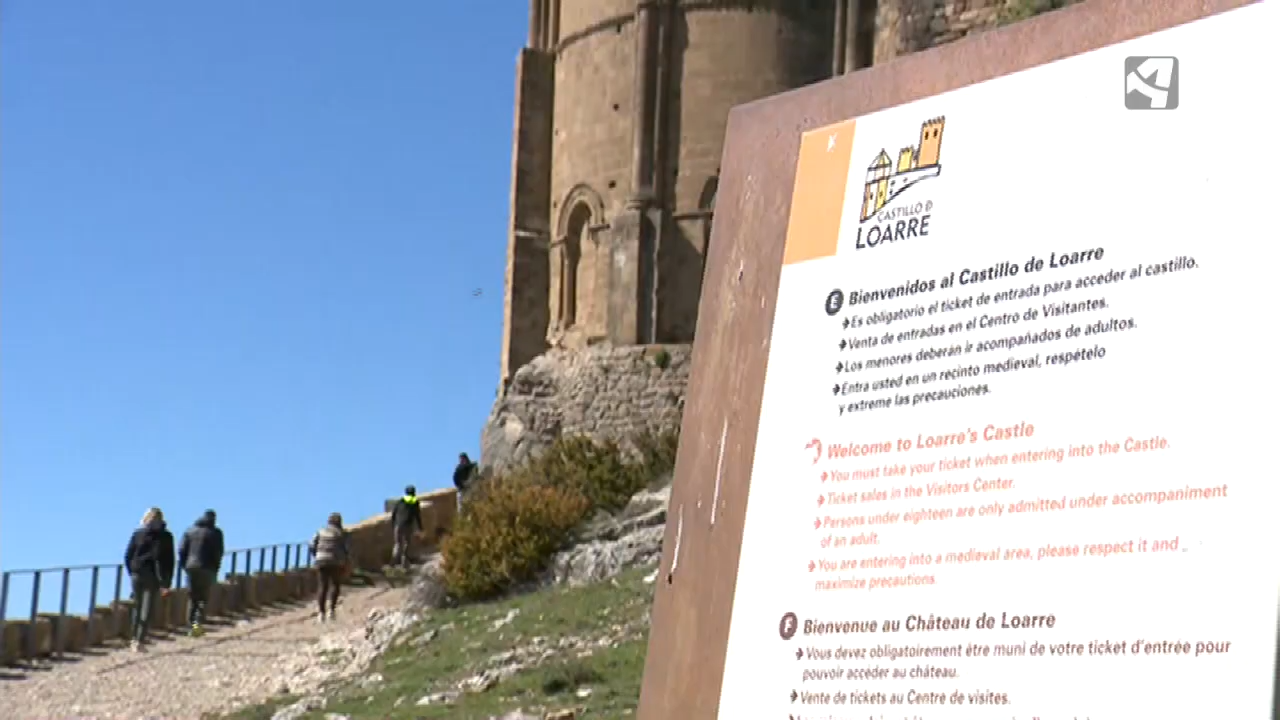 CASTILLO D
LOARRE
E Bienvenidos al Castillo de Loarre
Es obligatorio el ticket de entrada para acceder al castillo.
Venta de entradas en el Centro de Visitantes.
Los menores deberán ir acompañados de adultos.
Entra usted en un recinto medieval, respételo
y extreme las precauciones.
Welcome to Loarre's Castle
You must take your ticket when entering into the Castle.
Ticket sales in the Visitors Center.
Persons under eighteen are only admitted under accompaniment
of an adult.
You are entering into a medieval area, please respect it and
maximize precautions
F Bienvenue au Château de Loarre
Vous devez obligatoirement être muni de votre ticket d'entrée pour
pouvoir accéder au château.
Vente de tickets au Centre de visites.